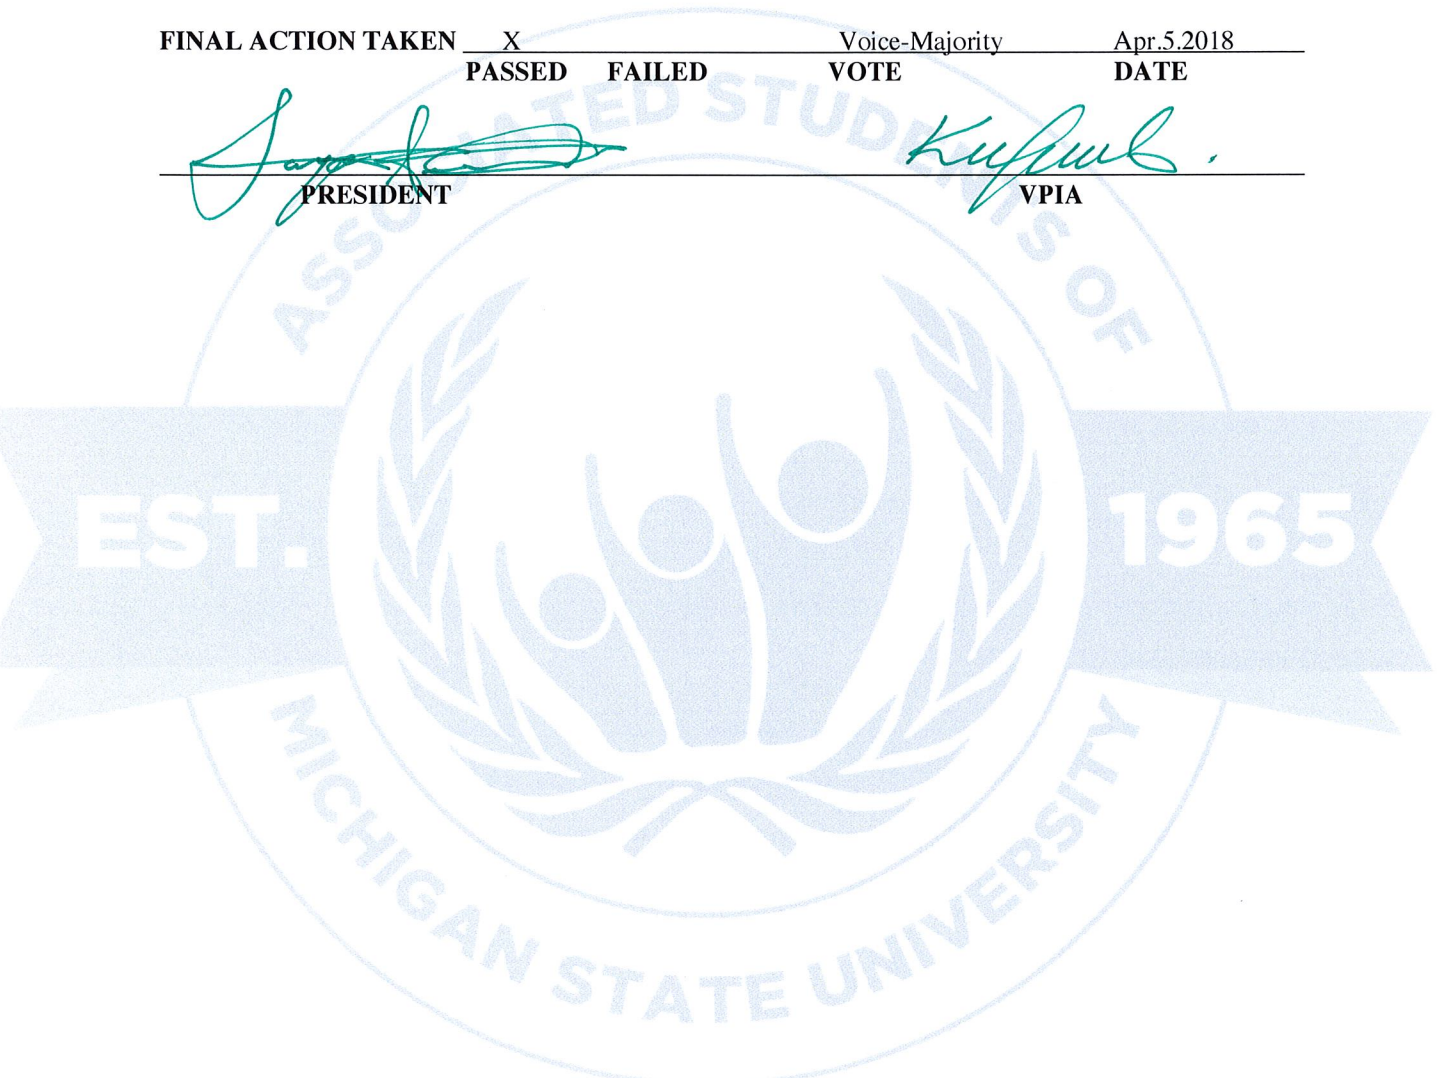 FINAL ACTION TAKEN X Voice-Majority Apr.5.2018
PASSED FAILED VOTE DATE
PRESIDENT VPIA
ASSOCIATED STUDENTS OF
EST. 1965
MICHIGAN STATE UNIVERSITY